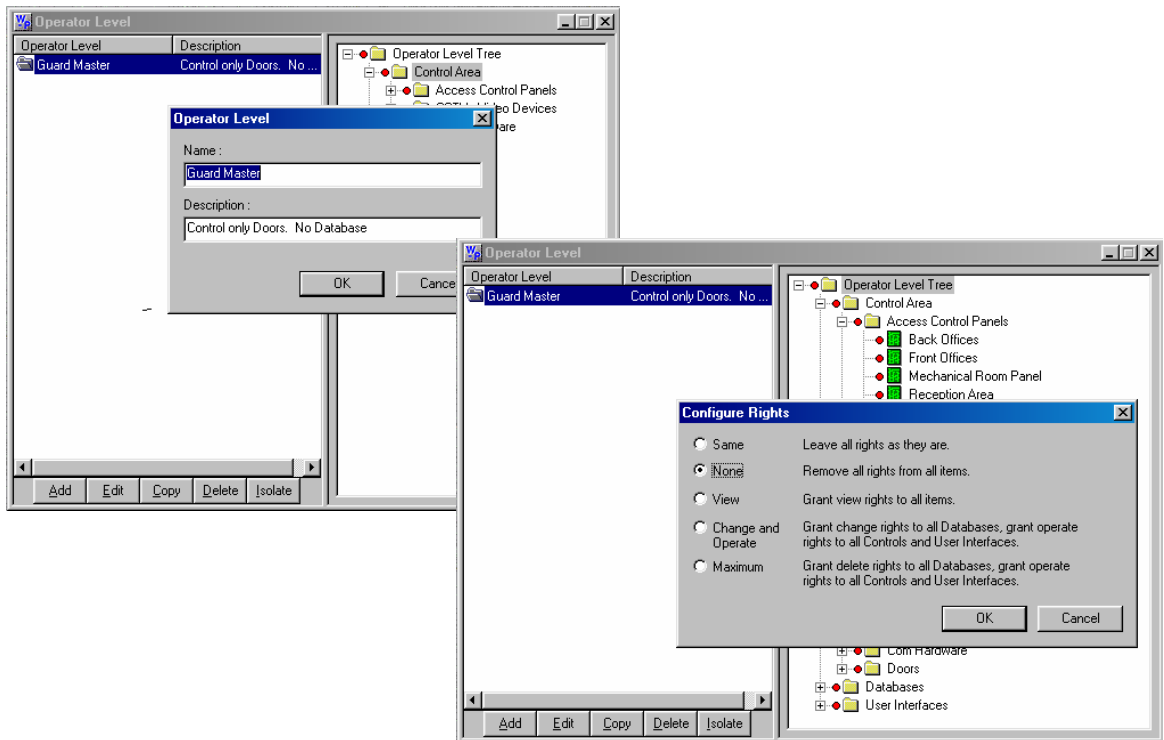 Operator Level
Operator Level Description
Guard Master Control only Doors. No ...
Operator Level Tree
Control Area
Access Control Panels
Video Devices
Operator Level
Name :
Guard Master
Description :
Control only Doors. No Database
OK
Add Edit Copy Delete Isolate
Operator Level
Operator Level Description
Guard Master Control only Doors. No ...
Operator Level Tree
Control Area
Access Control Panels
Back Offices
Front Offices
Mechanical Room Panel
Reception Area
Configure Rights
Same Leave all rights as they are.
None Remove all rights from all items.
View Grant view rights to all items.
Change and Operate Grant change rights to all Databases, grant operate
rights to all Controls and User Interfaces.
Maximum Grant delete rights to all Databases, grant operate
rights to all Controls and User Interfaces.
OK Cancel
Com Hardware
Doors
Databases
User Interfaces
Add Edit Copy Delete Isolate